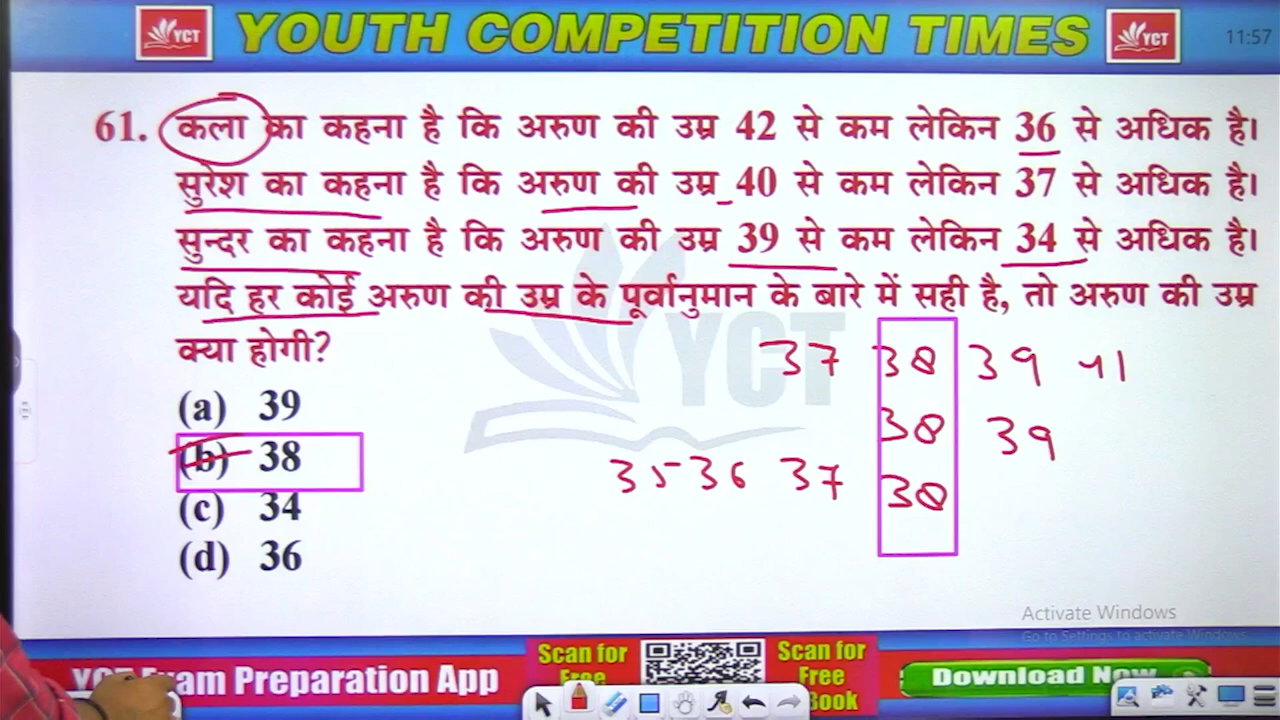 YCT
YOUTH COMPETITION TIMES
YCT
11:57
61. कला का कहना है कि अरुण की उम्र 42 से कम लेकिन 36 से अधिक है।
सुरेश का कहना है कि अरुण की उम्र 40 से कम लेकिन 37 से अधिक है।
सुन्दर का कहना है कि अरुण की उम्र 39 से कम लेकिन 34 से अधिक है।
यदि हर कोई अरुण की उम्र के पूर्वानुमान के बारे में सही है, तो अरुण की उम्र
क्या होगी?
37 38 39 41
(a) 39
38 39
(b) 38
35 36 37 38
(c) 34
(d) 36
YCT
Activate Windows
Go to Settings to activate Windows.
YCT Exam Preparation App
Scan for
Free
Scan for
Free
Book
Download Now